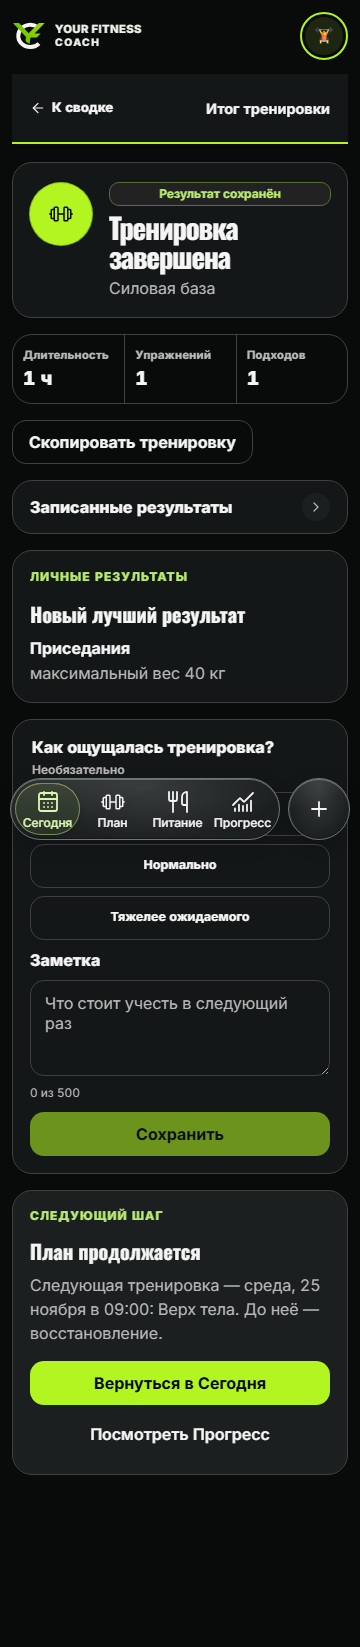 YOUR FITNESS
COACH
← К сводке
Итог тренировки
Результат сохранён
Тренировка
завершена
Силовая база
Длительность
1 ч
Упражнений
1
Подходов
1
Скопировать тренировку
Записанные результаты
ЛИЧНЫЕ РЕЗУЛЬТАТЫ
Новый лучший результат
Приседания
максимальный вес 40 кг
Как ощущалась тренировка?
Необязательно
Сегодня
План
Питание
Прогресс
Нормально
Тяжелее ожидаемого
Заметка
Что стоит учесть в следующий
раз
0 из 500
Сохранить
СЛЕДУЮЩИЙ ШАГ
План продолжается
Следующая тренировка — среда, 25
ноября в 09:00: Верх тела. До неё —
восстановление.
Вернуться в Сегодня
Посмотреть Прогресс